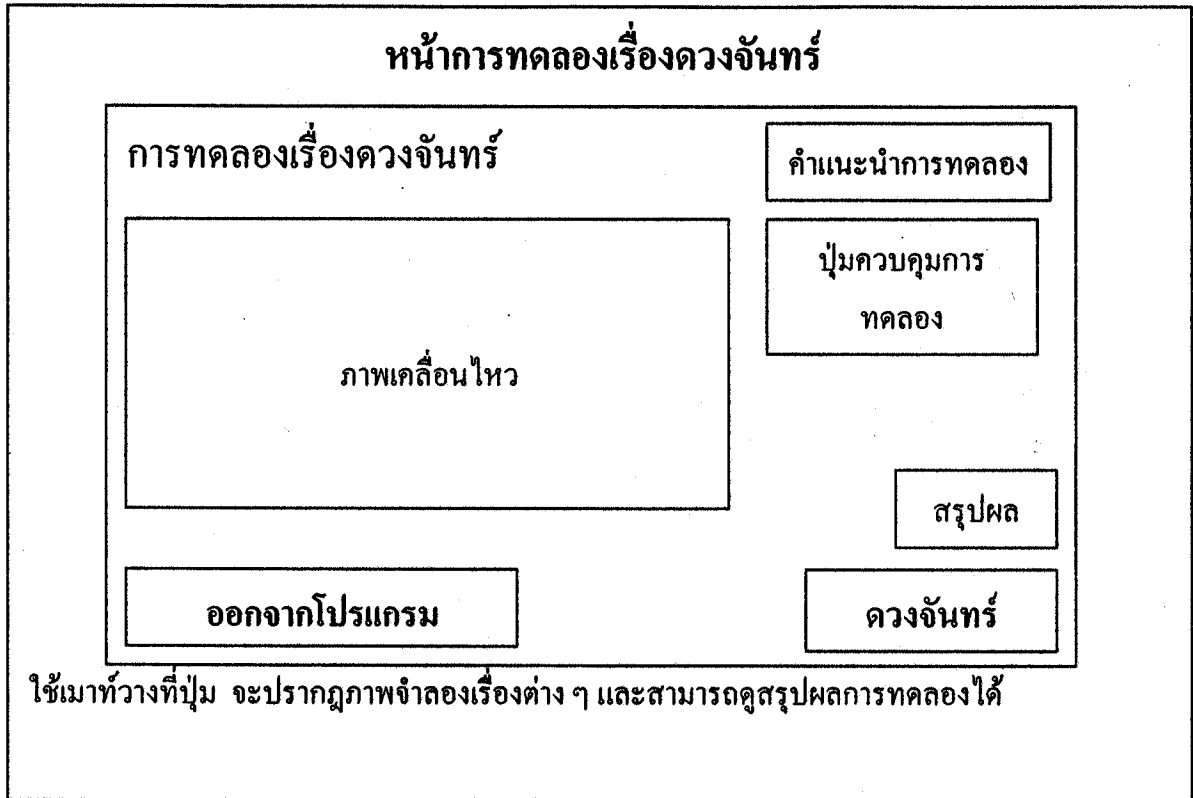 หน้าการทดลองเรื่องดวงจันทร์
การทดลองเรื่องดวงจันทร์
คำแนะนำการทดลอง
ปุ่มควบคุมการ
ทดลอง
ภาพเคลื่อนไหว
สรุปผล
ออกจากโปรแกรม
ดวงจันทร์
ใช้เมาท์วางที่ปุ่ม จะปรากฎภาพจำลองเรื่องต่าง ๆ และสามารถดูสรุปผลการทดลองได้